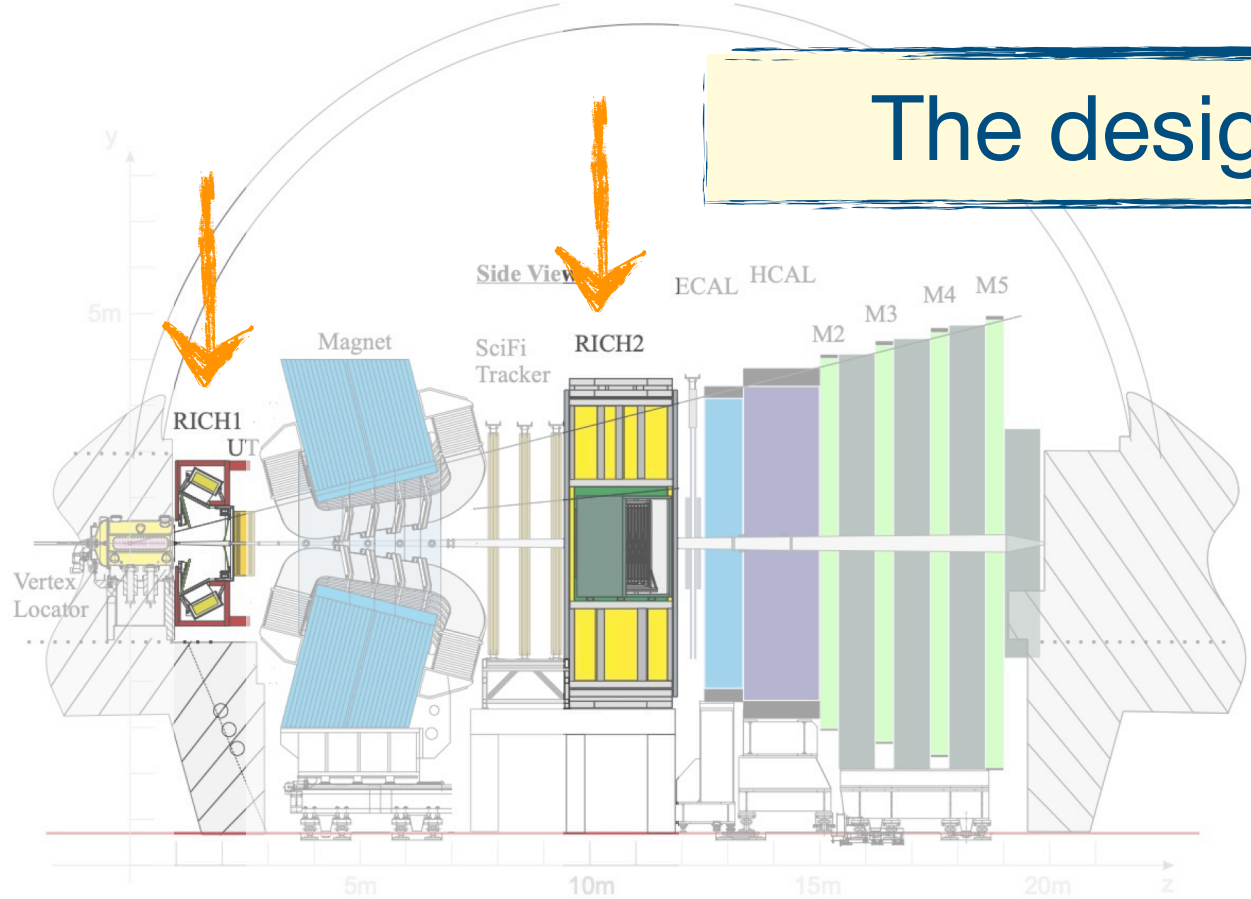 The desig
y
Side View
ECAL
HCAL
M5
M4
M3
M2
5m
Magnet
SciFi
Tracker
RICH2
RICH1
UT
Vertex
Locator
5m
10m
15m
20m
z